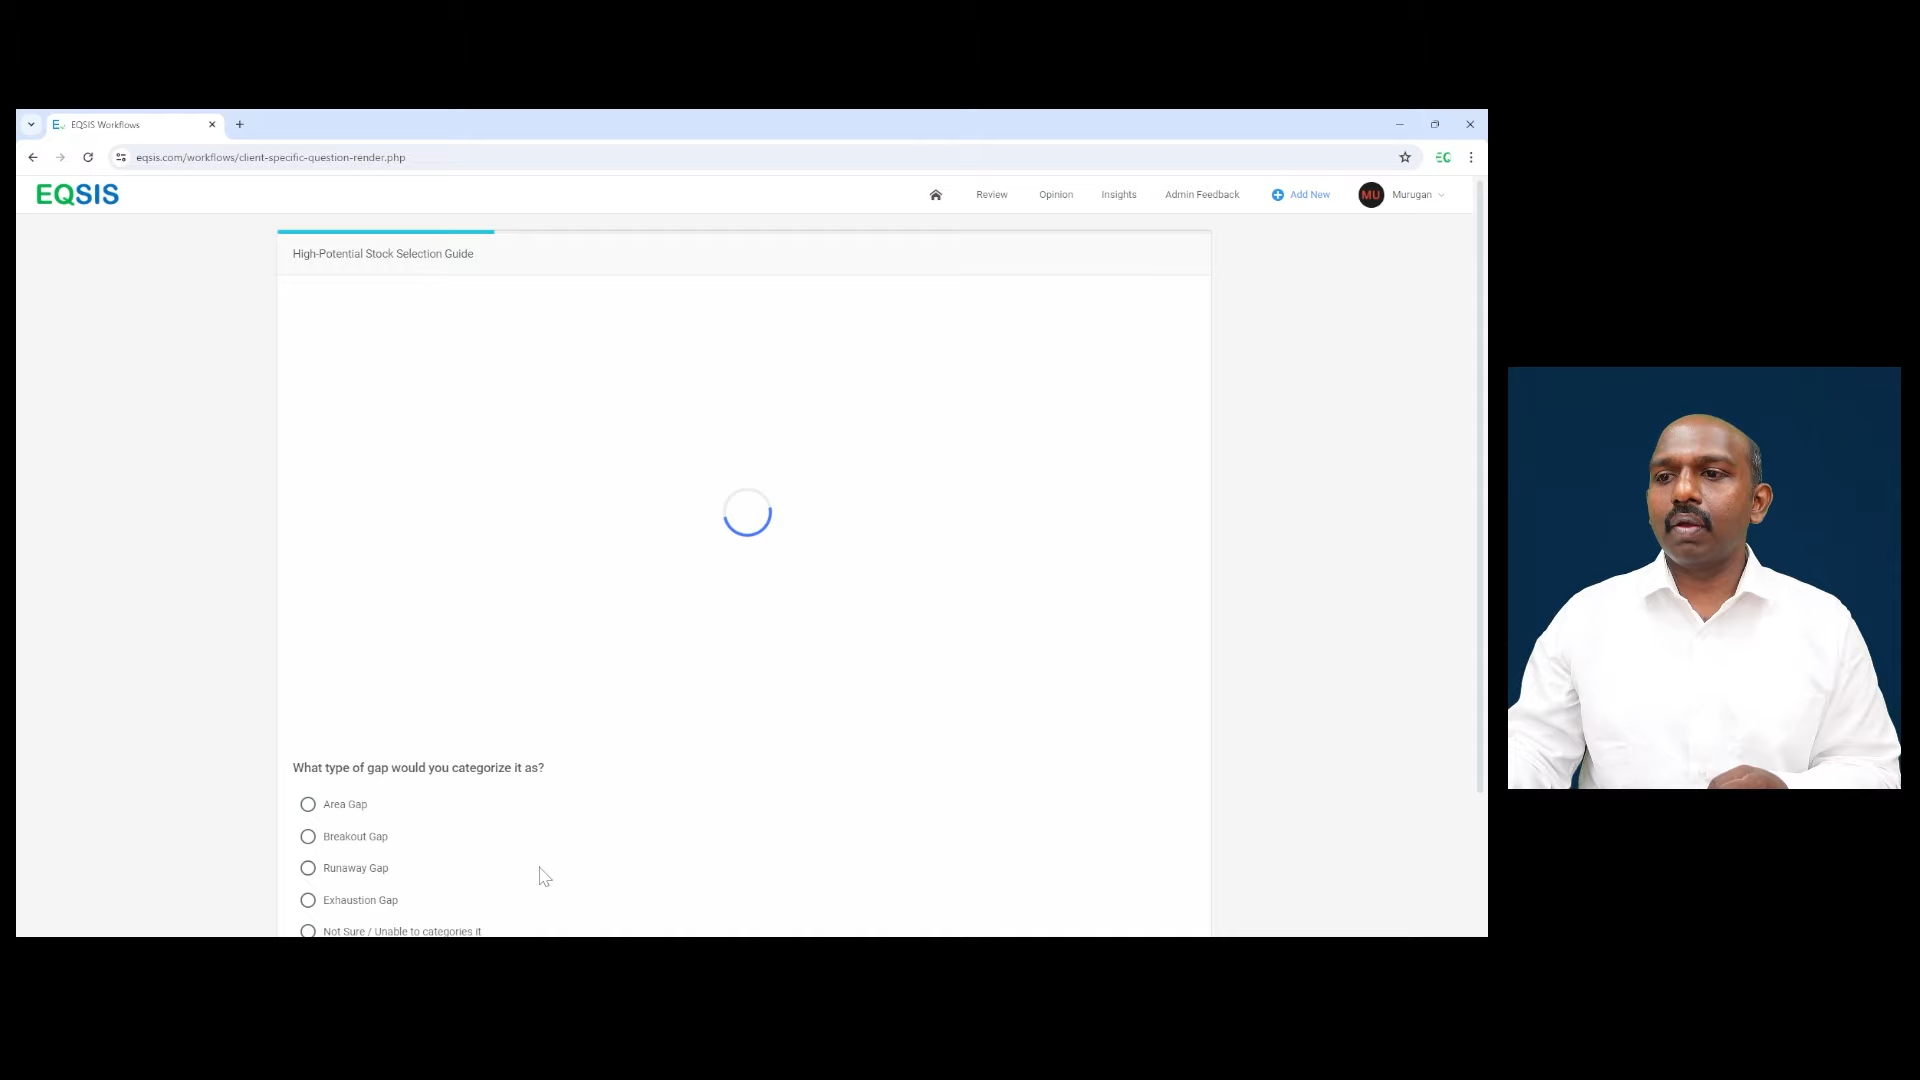 EQSIS Workflows
eqsis.com/workflows/client-specific-question-render.php
EQSIS
Review
Opinion
Insights
Admin Feedback
Add New
MU
Murugan
High-Potential Stock Selection Guide
What type of gap would you categorize it as?
Area Gap
Breakout Gap
Runaway Gap
Exhaustion Gap
Not Sure / Unable to categories it